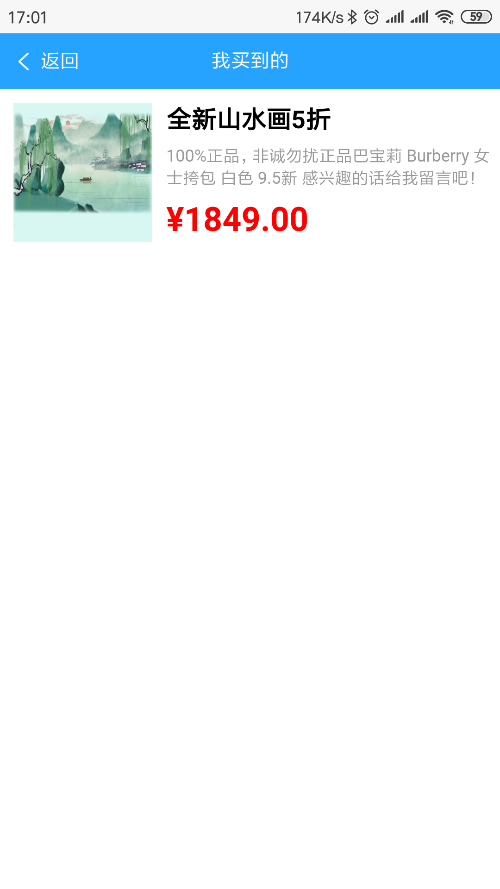 17:01 174K/s 59
返回 我买到的
全新山水画5折
100%正品，非诚勿扰正品巴宝莉 Burberry 女
士挎包 白色 9.5新 感兴趣的话给我留言吧！
¥1849.00